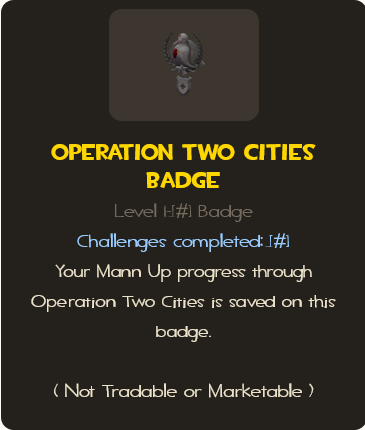 OPERATION TWO CITIES
BADGE
Level 1-[#] Badge
Challenges completed: [#]
Your Mann Up progress through
Operation Two Cities is saved on this
badge.
( Not Tradable or Marketable )